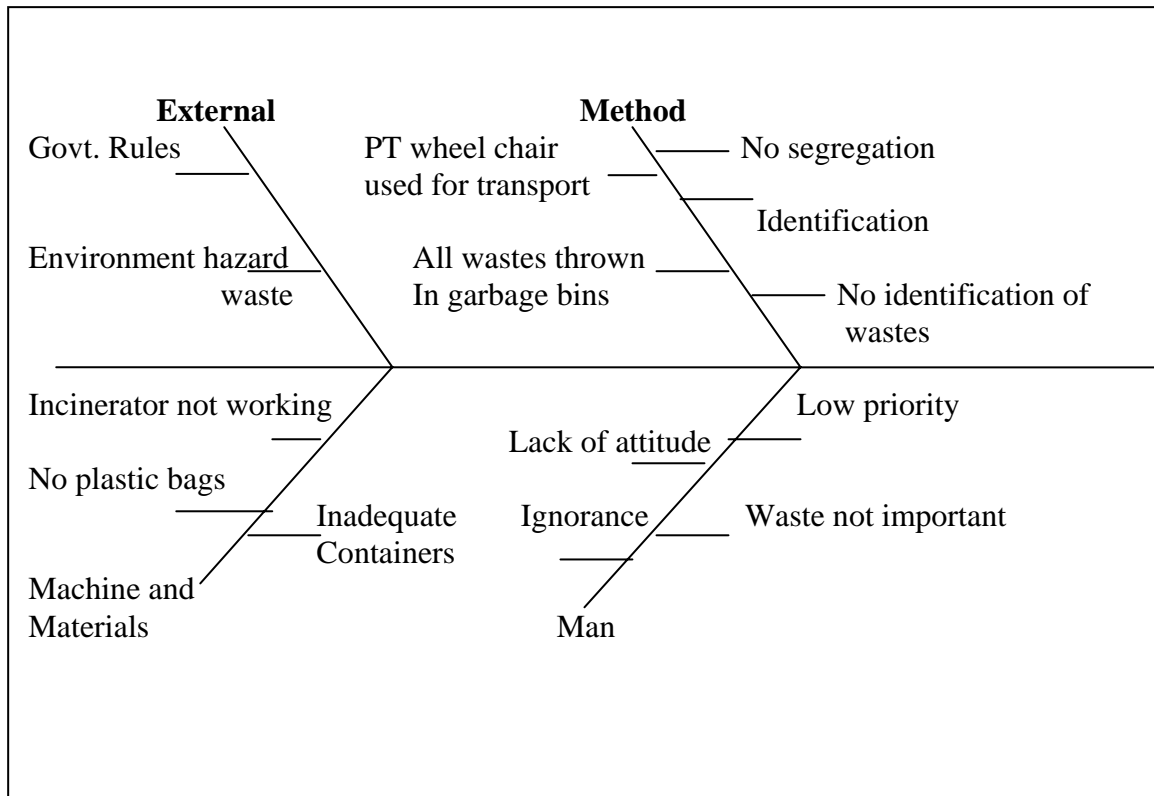 External
Govt. Rules
Environment hazard
waste
Method
PT wheel chair
used for transport
No segregation
Identification
All wastes thrown
In garbage bins
No identification of
wastes
Incinerator not working
No plastic bags
Inadequate
Containers
Machine and
Materials
Low priority
Lack of attitude
Ignorance
Waste not important
Man